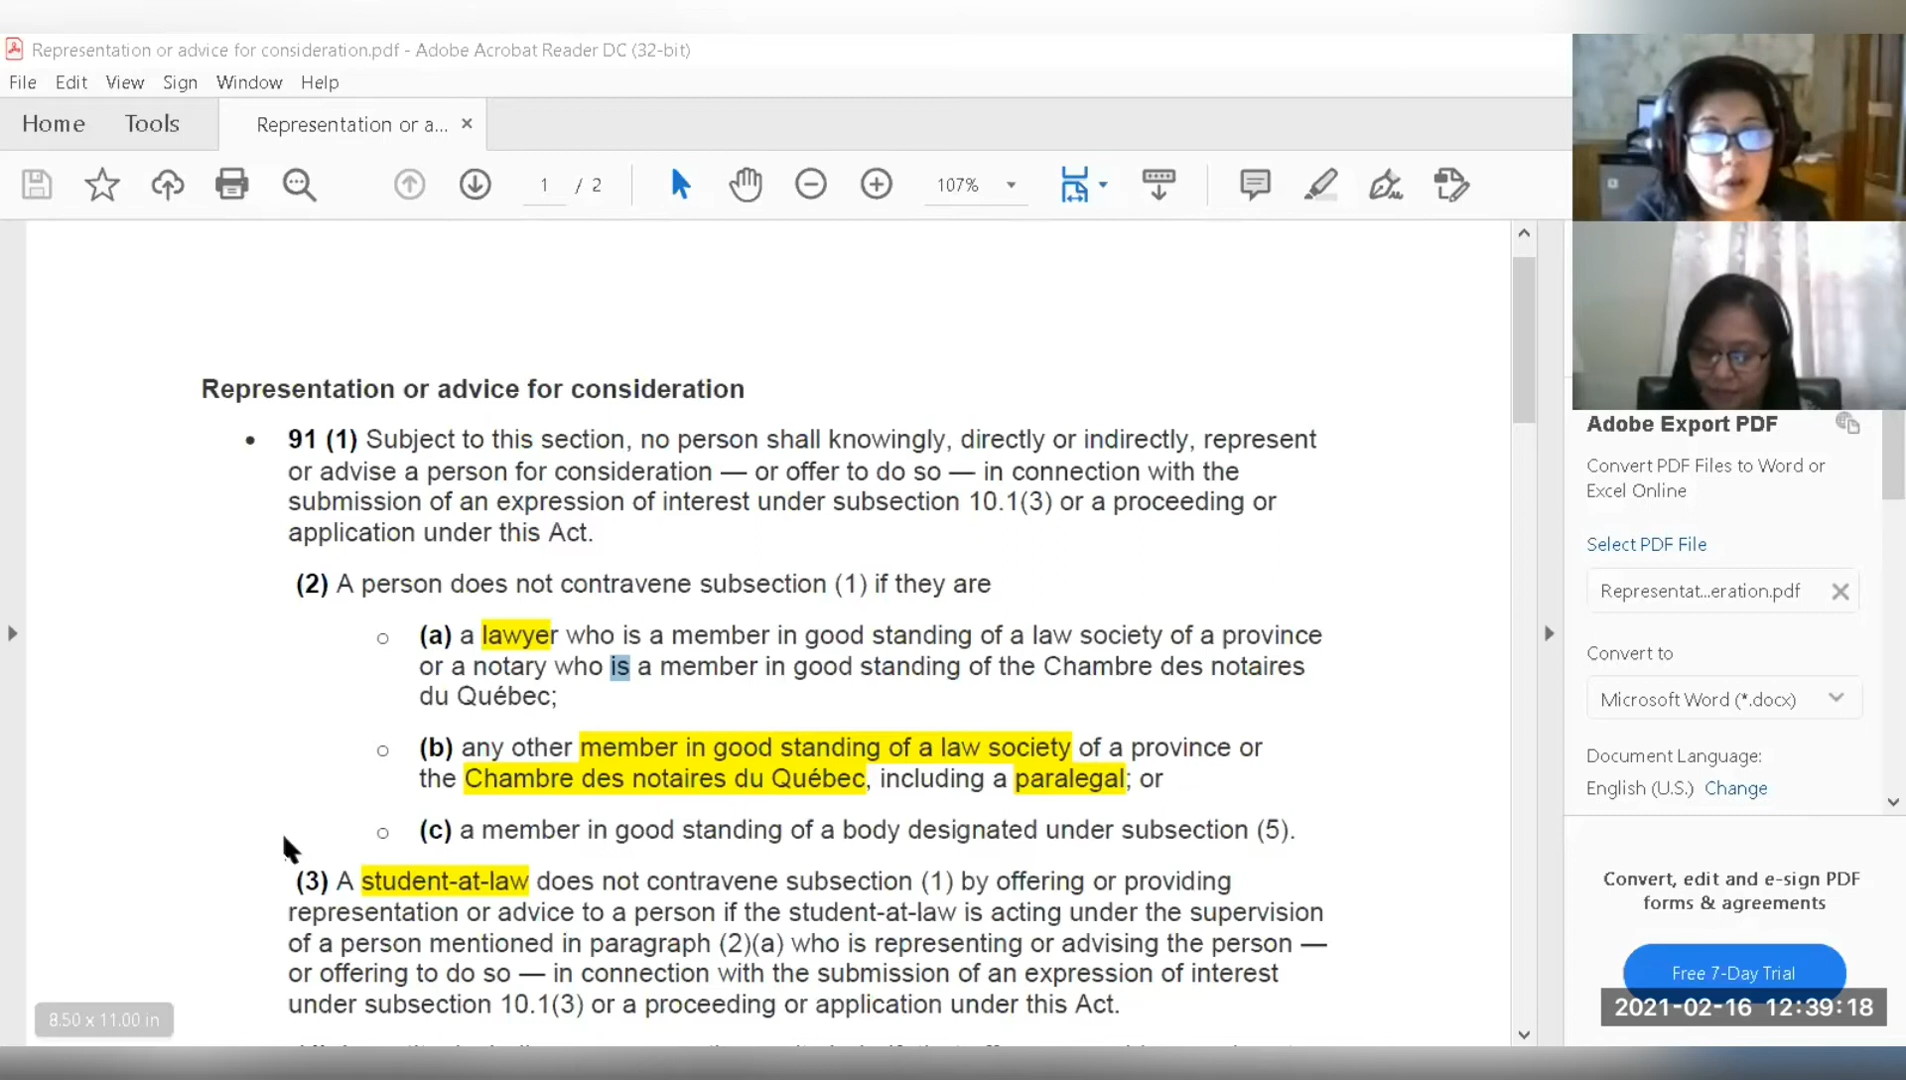 Representation or advice for consideration.pdf - Adobe Acrobat Reader DC (32-bit)
File Edit View Sign Window Help
Home Tools Representation or a... ×
1 / 2 107%
Representation or advice for consideration
• 91 (1) Subject to this section, no person shall knowingly, directly or indirectly, represent
or advise a person for consideration — or offer to do so — in connection with the
submission of an expression of interest under subsection 10.1(3) or a proceeding or
application under this Act.
(2) A person does not contravene subsection (1) if they are
○ (a) a lawyer who is a member in good standing of a law society of a province
or a notary who is a member in good standing of the Chambre des notaires
du Québec;
○ (b) any other member in good standing of a law society of a province or
the Chambre des notaires du Québec, including a paralegal; or
○ (c) a member in good standing of a body designated under subsection (5).
(3) A student-at-law does not contravene subsection (1) by offering or providing
representation or advice to a person if the student-at-law is acting under the supervision
of a person mentioned in paragraph (2)(a) who is representing or advising the person —
or offering to do so — in connection with the submission of an expression of interest
under subsection 10.1(3) or a proceeding or application under this Act.
8.50 x 11.00 in
Adobe Export PDF
Convert PDF Files to Word or
Excel Online
Select PDF File
Representat...eration.pdf
Convert to
Microsoft Word (*.docx)
Document Language:
English (U.S.) Change
Convert, edit and e-sign PDF
forms & agreements
Free 7-Day Trial
2021-02-16 12:39:18